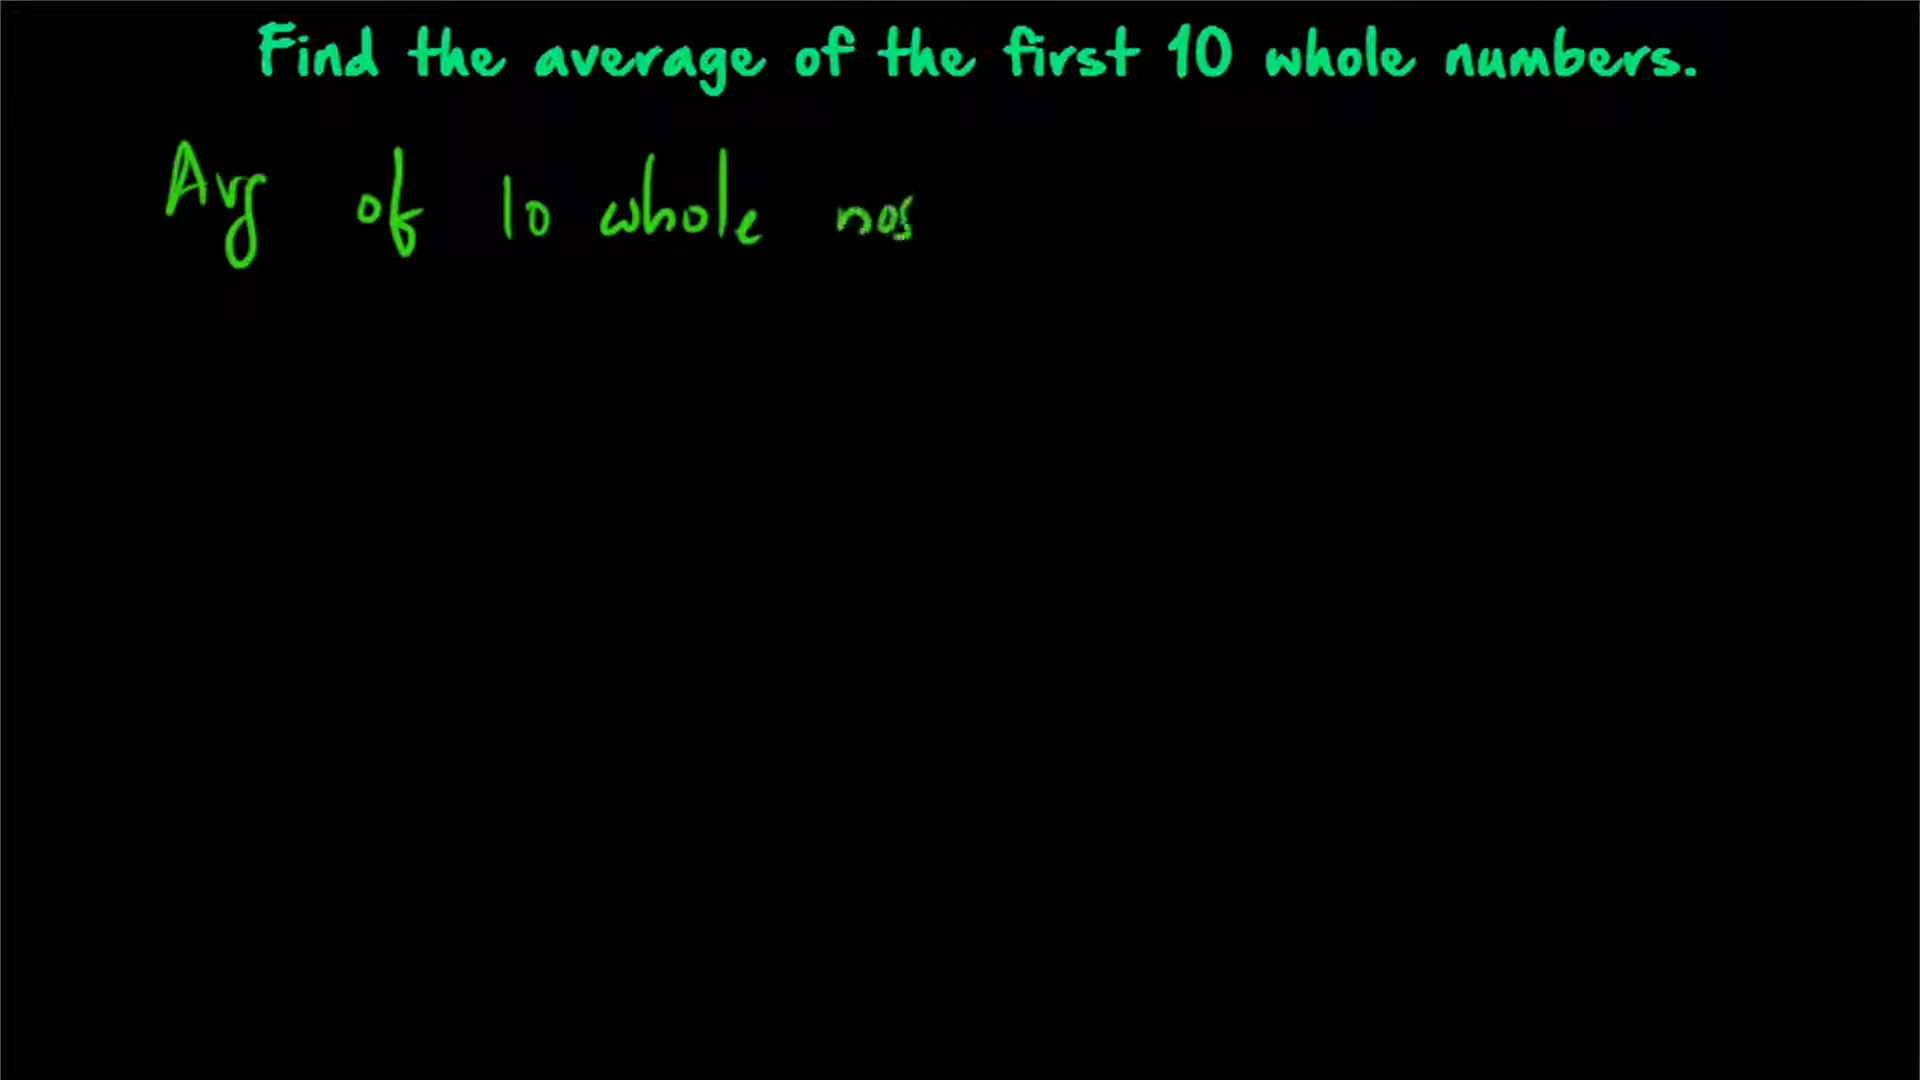 Find the average of the first 10 whole numbers.
Avg of 10 whole nos